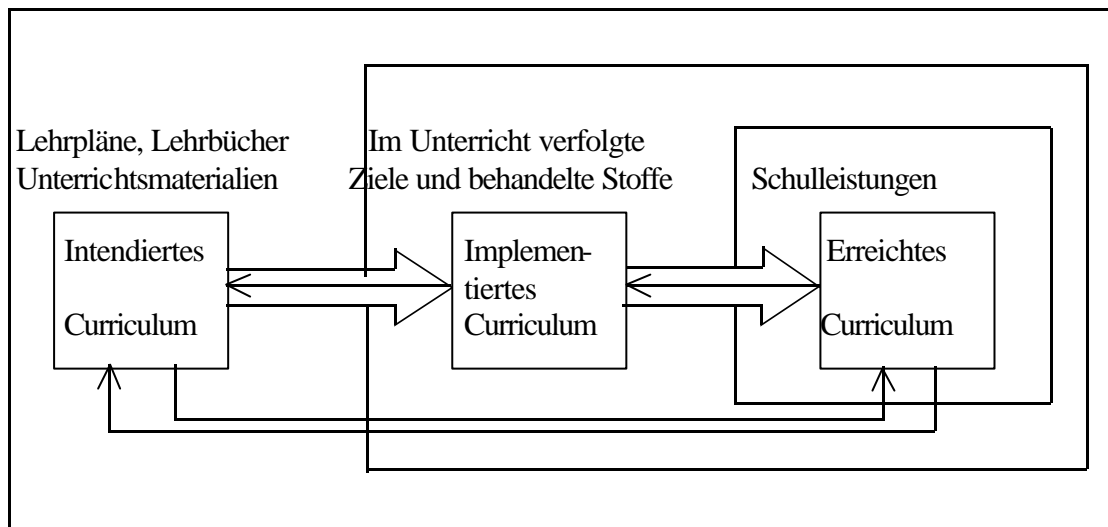 Lehrpläne, Lehrbücher
Unterrichtsmaterialien
Im Unterricht verfolgte
Ziele und behandelte Stoffe
Schulleistungen
Intendiertes
Curriculum
Implemen-
tiertes
Curriculum
Erreichtes
Curriculum